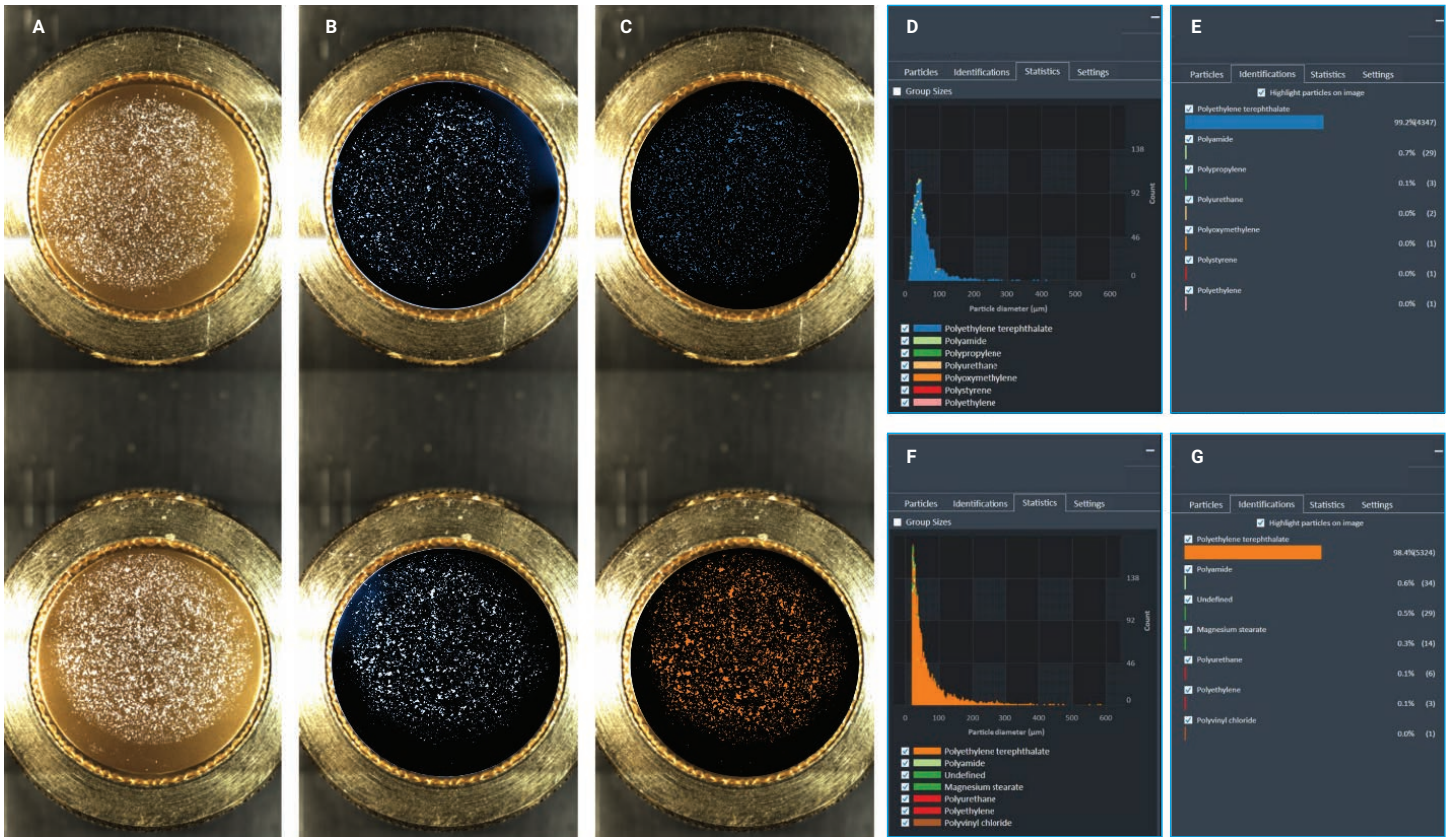 A
B
C
D
Particles Identifications Statistics Settings
Group Sizes
138
92
46
0
Count
0 100 200 300 400 500 600
Particle diameter (µm)
Polyethylene terephthalate
Polyamide
Polypropylene
Polyurethane
Polyoxymethylene
Polystyrene
Polyethylene
E
Particles Identifications Statistics Settings
Highlight particles on image
Polyethylene terephthalate
99.2%(4347)
Polyamide
0.7% (29)
Polypropylene
0.1% (3)
Polyurethane
0.0% (2)
Polyoxymethylene
0.0% (1)
Polystyrene
0.0% (1)
Polyethylene
0.0% (1)
F
Particles Identifications Statistics Settings
Group Sizes
138
92
46
0
Count
0 100 200 300 400 500 600
Particle diameter (µm)
Polyethylene terephthalate
Polyamide
Undefined
Magnesium stearate
Polyurethane
Polyethylene
Polyvinyl chloride
G
Particles Identifications Statistics Settings
Highlight particles on image
Polyethylene terephthalate
98.4%(5324)
Polyamide
0.6% (34)
Undefined
0.5% (29)
Magnesium stearate
0.3% (14)
Polyurethane
0.1% (6)
Polyethylene
0.1% (3)
Polyvinyl chloride
0.0% (1)